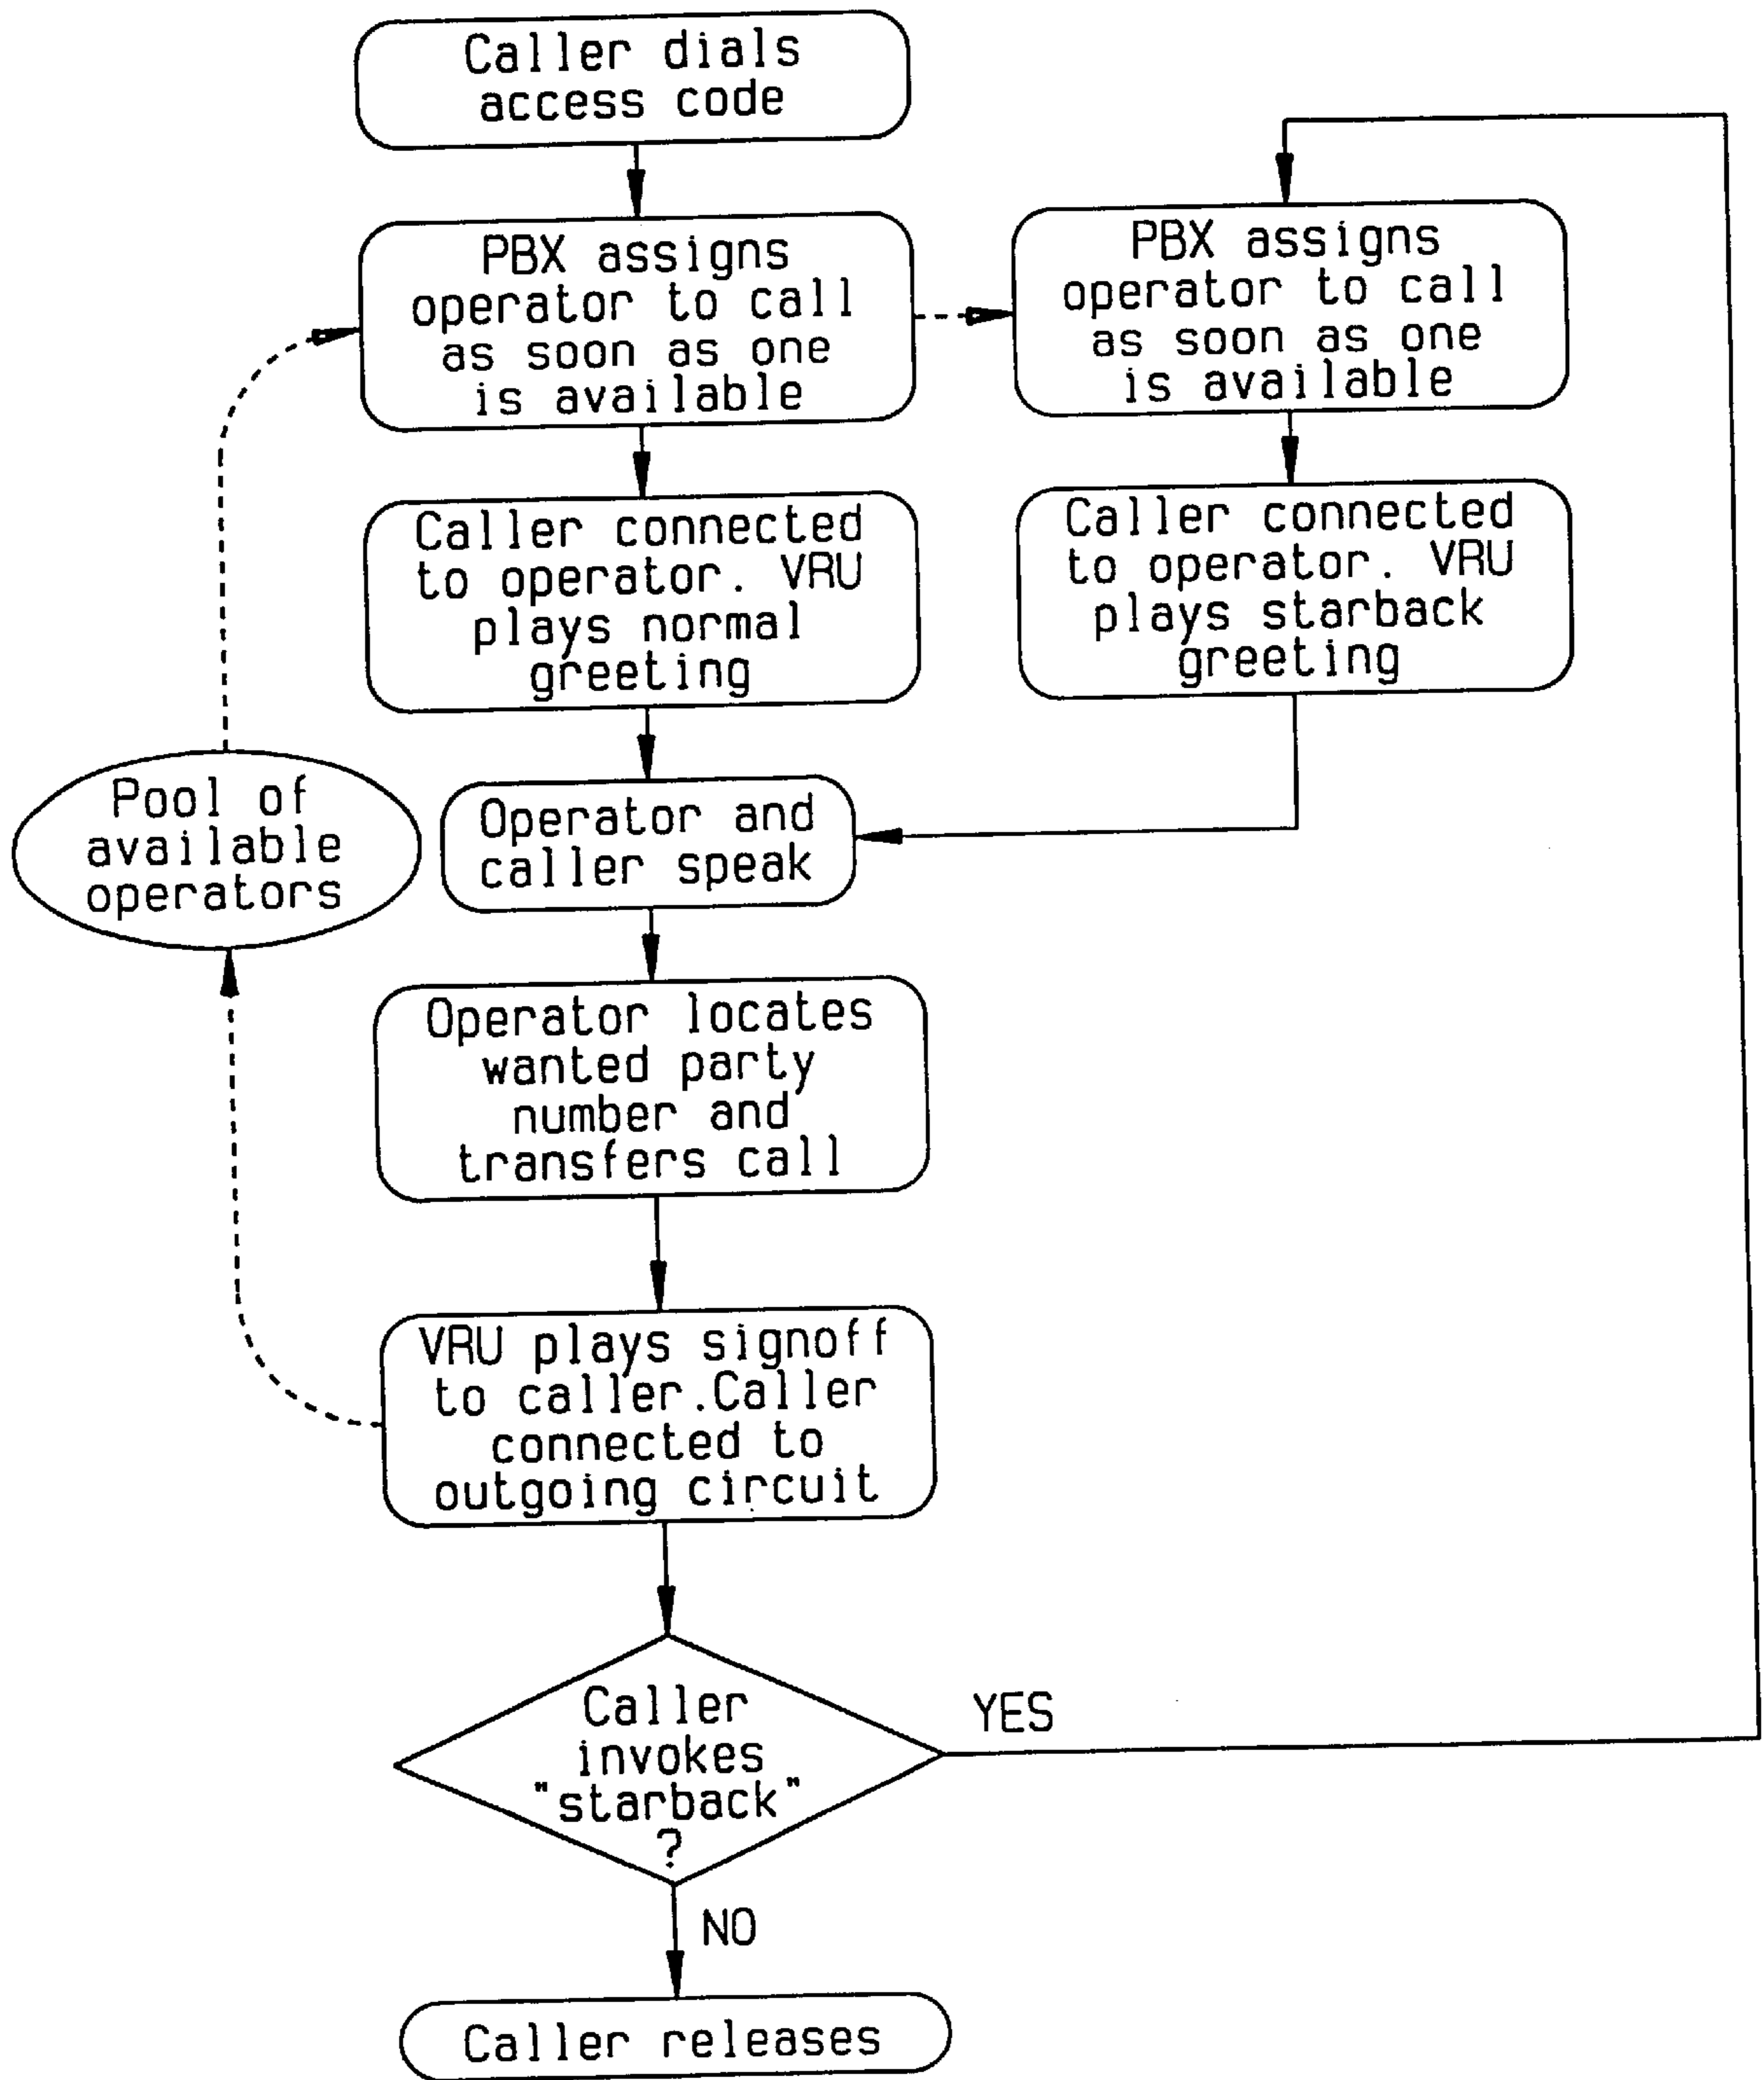 Caller dials
access code
PBX assigns
operator to call
as soon as one
is available
PBX assigns
operator to call
as soon as one
is available
Caller connected
to operator. VRU
plays normal
greeting
Caller connected
to operator. VRU
plays starback
greeting
Pool of
available
operators
Operator and
caller speak
Operator locates
wanted party
number and
transfers call
VRU plays signoff
to caller.Caller
connected to
outgoing circuit
Caller
invokes
"starback"
?
YES
NO
Caller releases